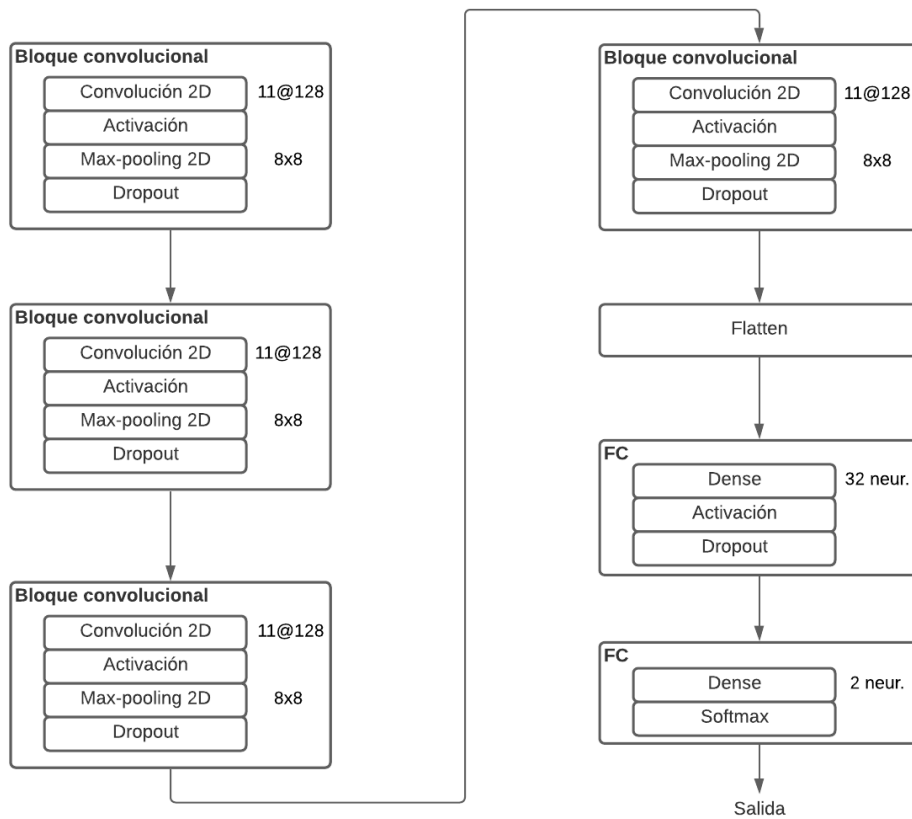 Bloque convolucional
Convolución 2D 11@128
Activación
Max-pooling 2D 8x8
Dropout
Bloque convolucional
Convolución 2D 11@128
Activación
Max-pooling 2D 8x8
Dropout
Bloque convolucional
Convolución 2D 11@128
Activación
Max-pooling 2D 8x8
Dropout
Bloque convolucional
Convolución 2D 11@128
Activación
Max-pooling 2D 8x8
Dropout
Flatten
FC
Dense 32 neur.
Activación
Dropout
FC
Dense 2 neur.
Softmax
Salida